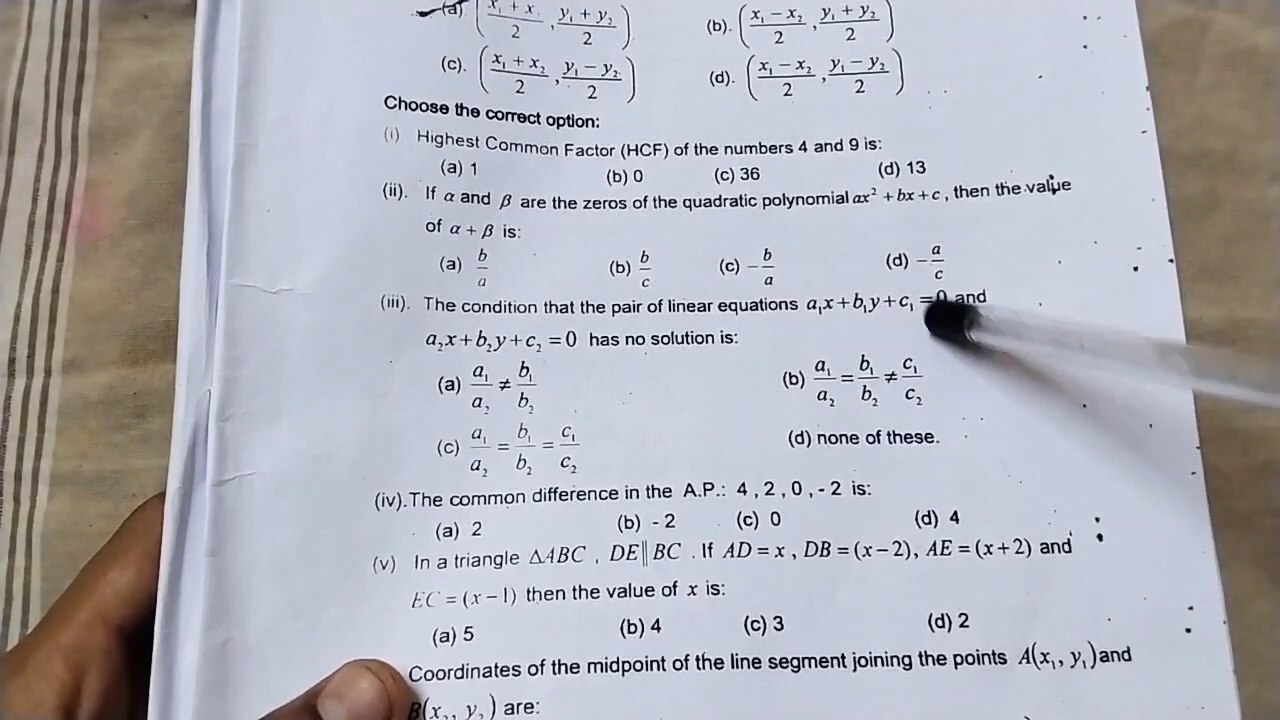 (a) (x₁ + x / 2 , y₁ + y₂ / 2) (b). (x₁ − x₂ / 2 , y₁ + y₂ / 2)
(c). (x₁ + x₂ / 2 , y₁ − y₂ / 2) (d). (x₁ − x₂ / 2 , y₁ − y₂ / 2)
Choose the correct option:
(i) Highest Common Factor (HCF) of the numbers 4 and 9 is:
(a) 1 (b) 0 (c) 36 (d) 13
(ii). If α and β are the zeros of the quadratic polynomial ax² + bx + c , then the value
of α + β is:
(a) b/a (b) b/c (c) − b/a (d) − a/c
(iii). The condition that the pair of linear equations a₁x + b₁y + c₁ = 0 and
a₂x + b₂y + c₂ = 0 has no solution is:
(a) a₁/a₂ ≠ b₁/b₂ (b) a₁/a₂ = b₁/b₂ ≠ c₁/c₂
(c) a₁/a₂ = b₁/b₂ = c₁/c₂ (d) none of these.
(iv). The common difference in the A.P.: 4 , 2 , 0 , - 2 is:
(a) 2 (b) - 2 (c) 0 (d) 4
(v) In a triangle ΔABC , DE || BC . If AD = x , DB = (x − 2), AE = (x + 2) and
EC = (x − 1) then the value of x is:
(a) 5 (b) 4 (c) 3 (d) 2
Coordinates of the midpoint of the line segment joining the points A(x₁, y₁) and
B(x₂, y₂) are: